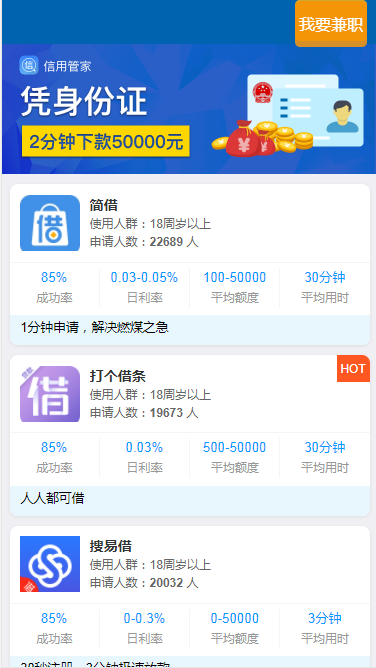 我要兼职
信用管家
凭身份证
2分钟下款50000元
简借
使用人群：18周岁以上
申请人数：22689 人
85% 0.03-0.05% 100-50000 30分钟
成功率 日利率 平均额度 平均用时
1分钟申请，解决燃煤之急
HOT
打个借条
使用人群：18周岁以上
申请人数：19673 人
85% 0.03% 500-50000 30分钟
成功率 日利率 平均额度 平均用时
人人都可借
搜易借
使用人群：18周岁以上
申请人数：20032 人
85% 0-0.3% 0-50000 3分钟
成功率 日利率 平均额度 平均用时